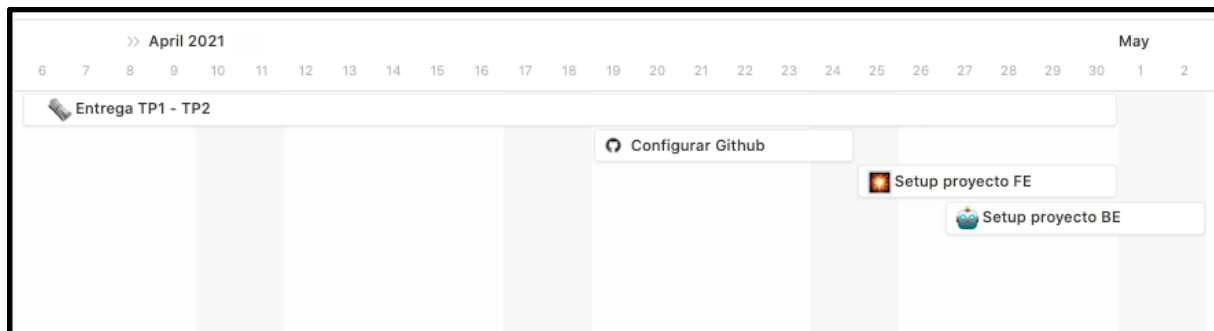 » April 2021 May
6 7 8 9 10 11 12 13 14 15 16 17 18 19 20 21 22 23 24 25 26 27 28 29 30 1 2
Entrega TP1 - TP2
Configurar Github
Setup proyecto FE
Setup proyecto BE